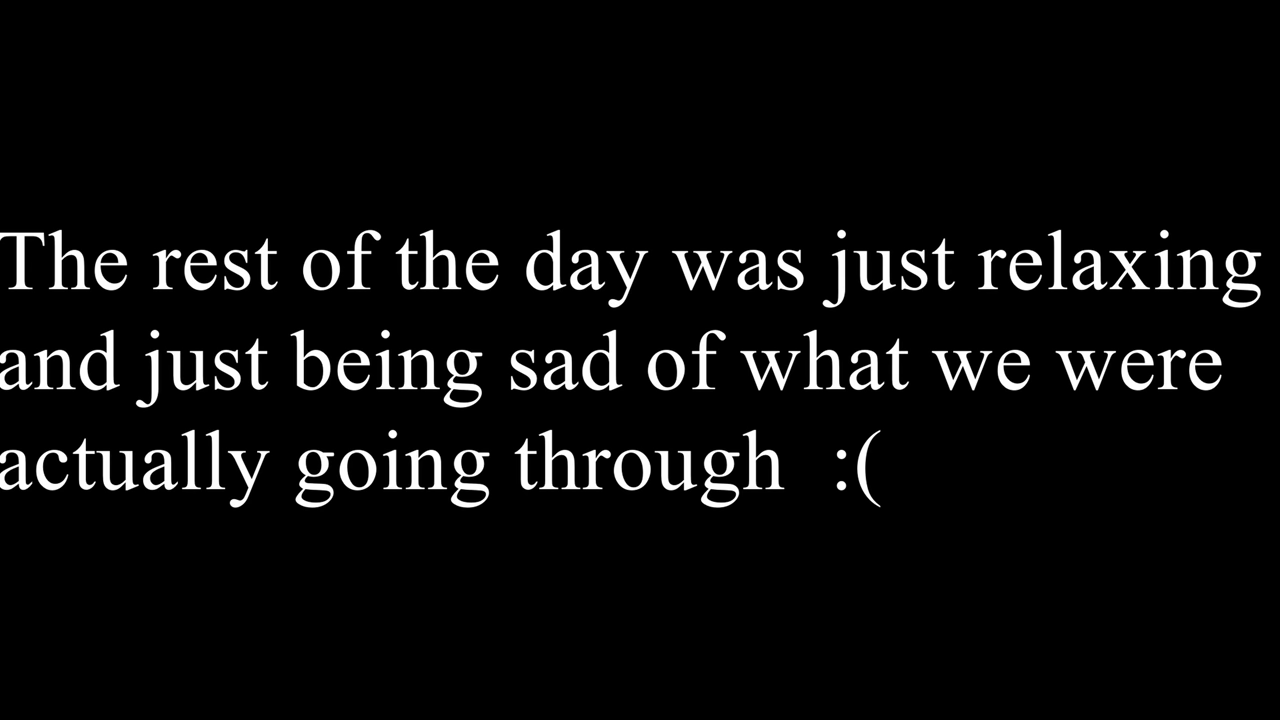 The rest of the day was just relaxing
and just being sad of what we were
actually going through  :(